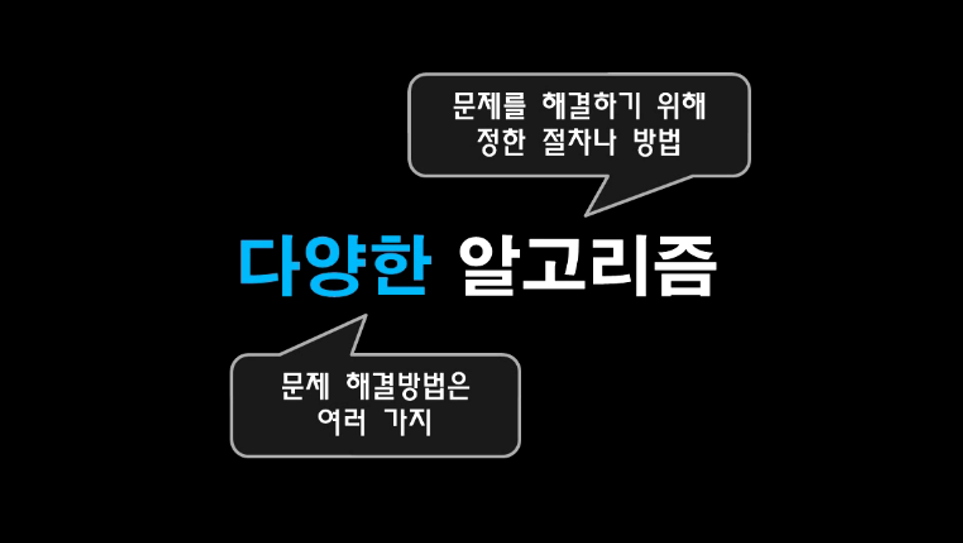 문제를 해결하기 위해
정한 절차나 방법
다양한 알고리즘
문제 해결방법은
여러 가지